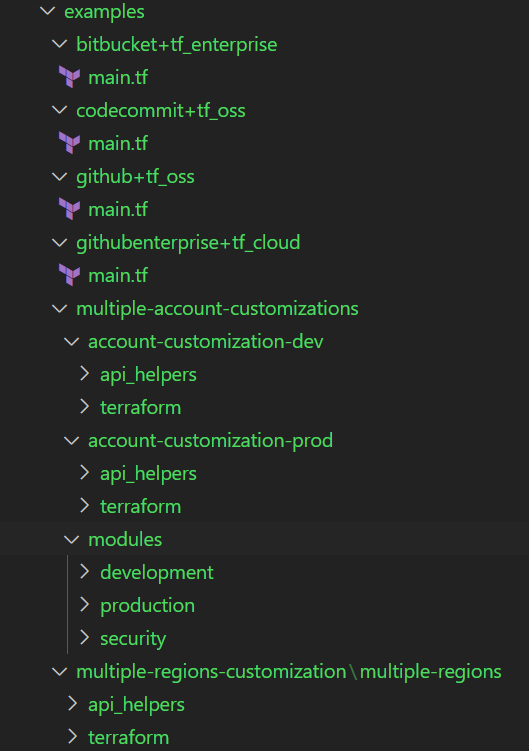 examples
bitbucket+tf_enterprise
main.tf
codecommit+tf_oss
main.tf
github+tf_oss
main.tf
githubenterprise+tf_cloud
main.tf
multiple-account-customizations
account-customization-dev
api_helpers
terraform
account-customization-prod
api_helpers
terraform
modules
development
production
security
multiple-regions-customization\multiple-regions
api_helpers
terraform